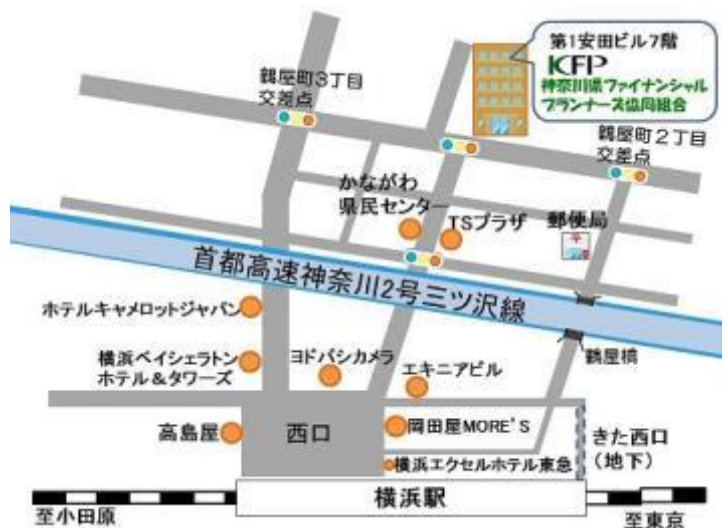 第1安田ビル7階
KFP
神奈川県ファイナンシャル
プランナーズ協同組合
鶴屋町3丁目
交差点
鶴屋町2丁目
交差点
かながわ
県民センター
TSプラザ
郵便局
首都高速神奈川2号三ツ沢線
ホテルキャメロットジャパン
横浜ベイシェラトン
ホテル&タワーズ
ヨドバシカメラ
エキニアビル
鶴屋橋
高島屋
西口
岡田屋MORE'S
きた西口
(地下)
横浜エクセルホテル東急
横浜駅
至小田原
至東京